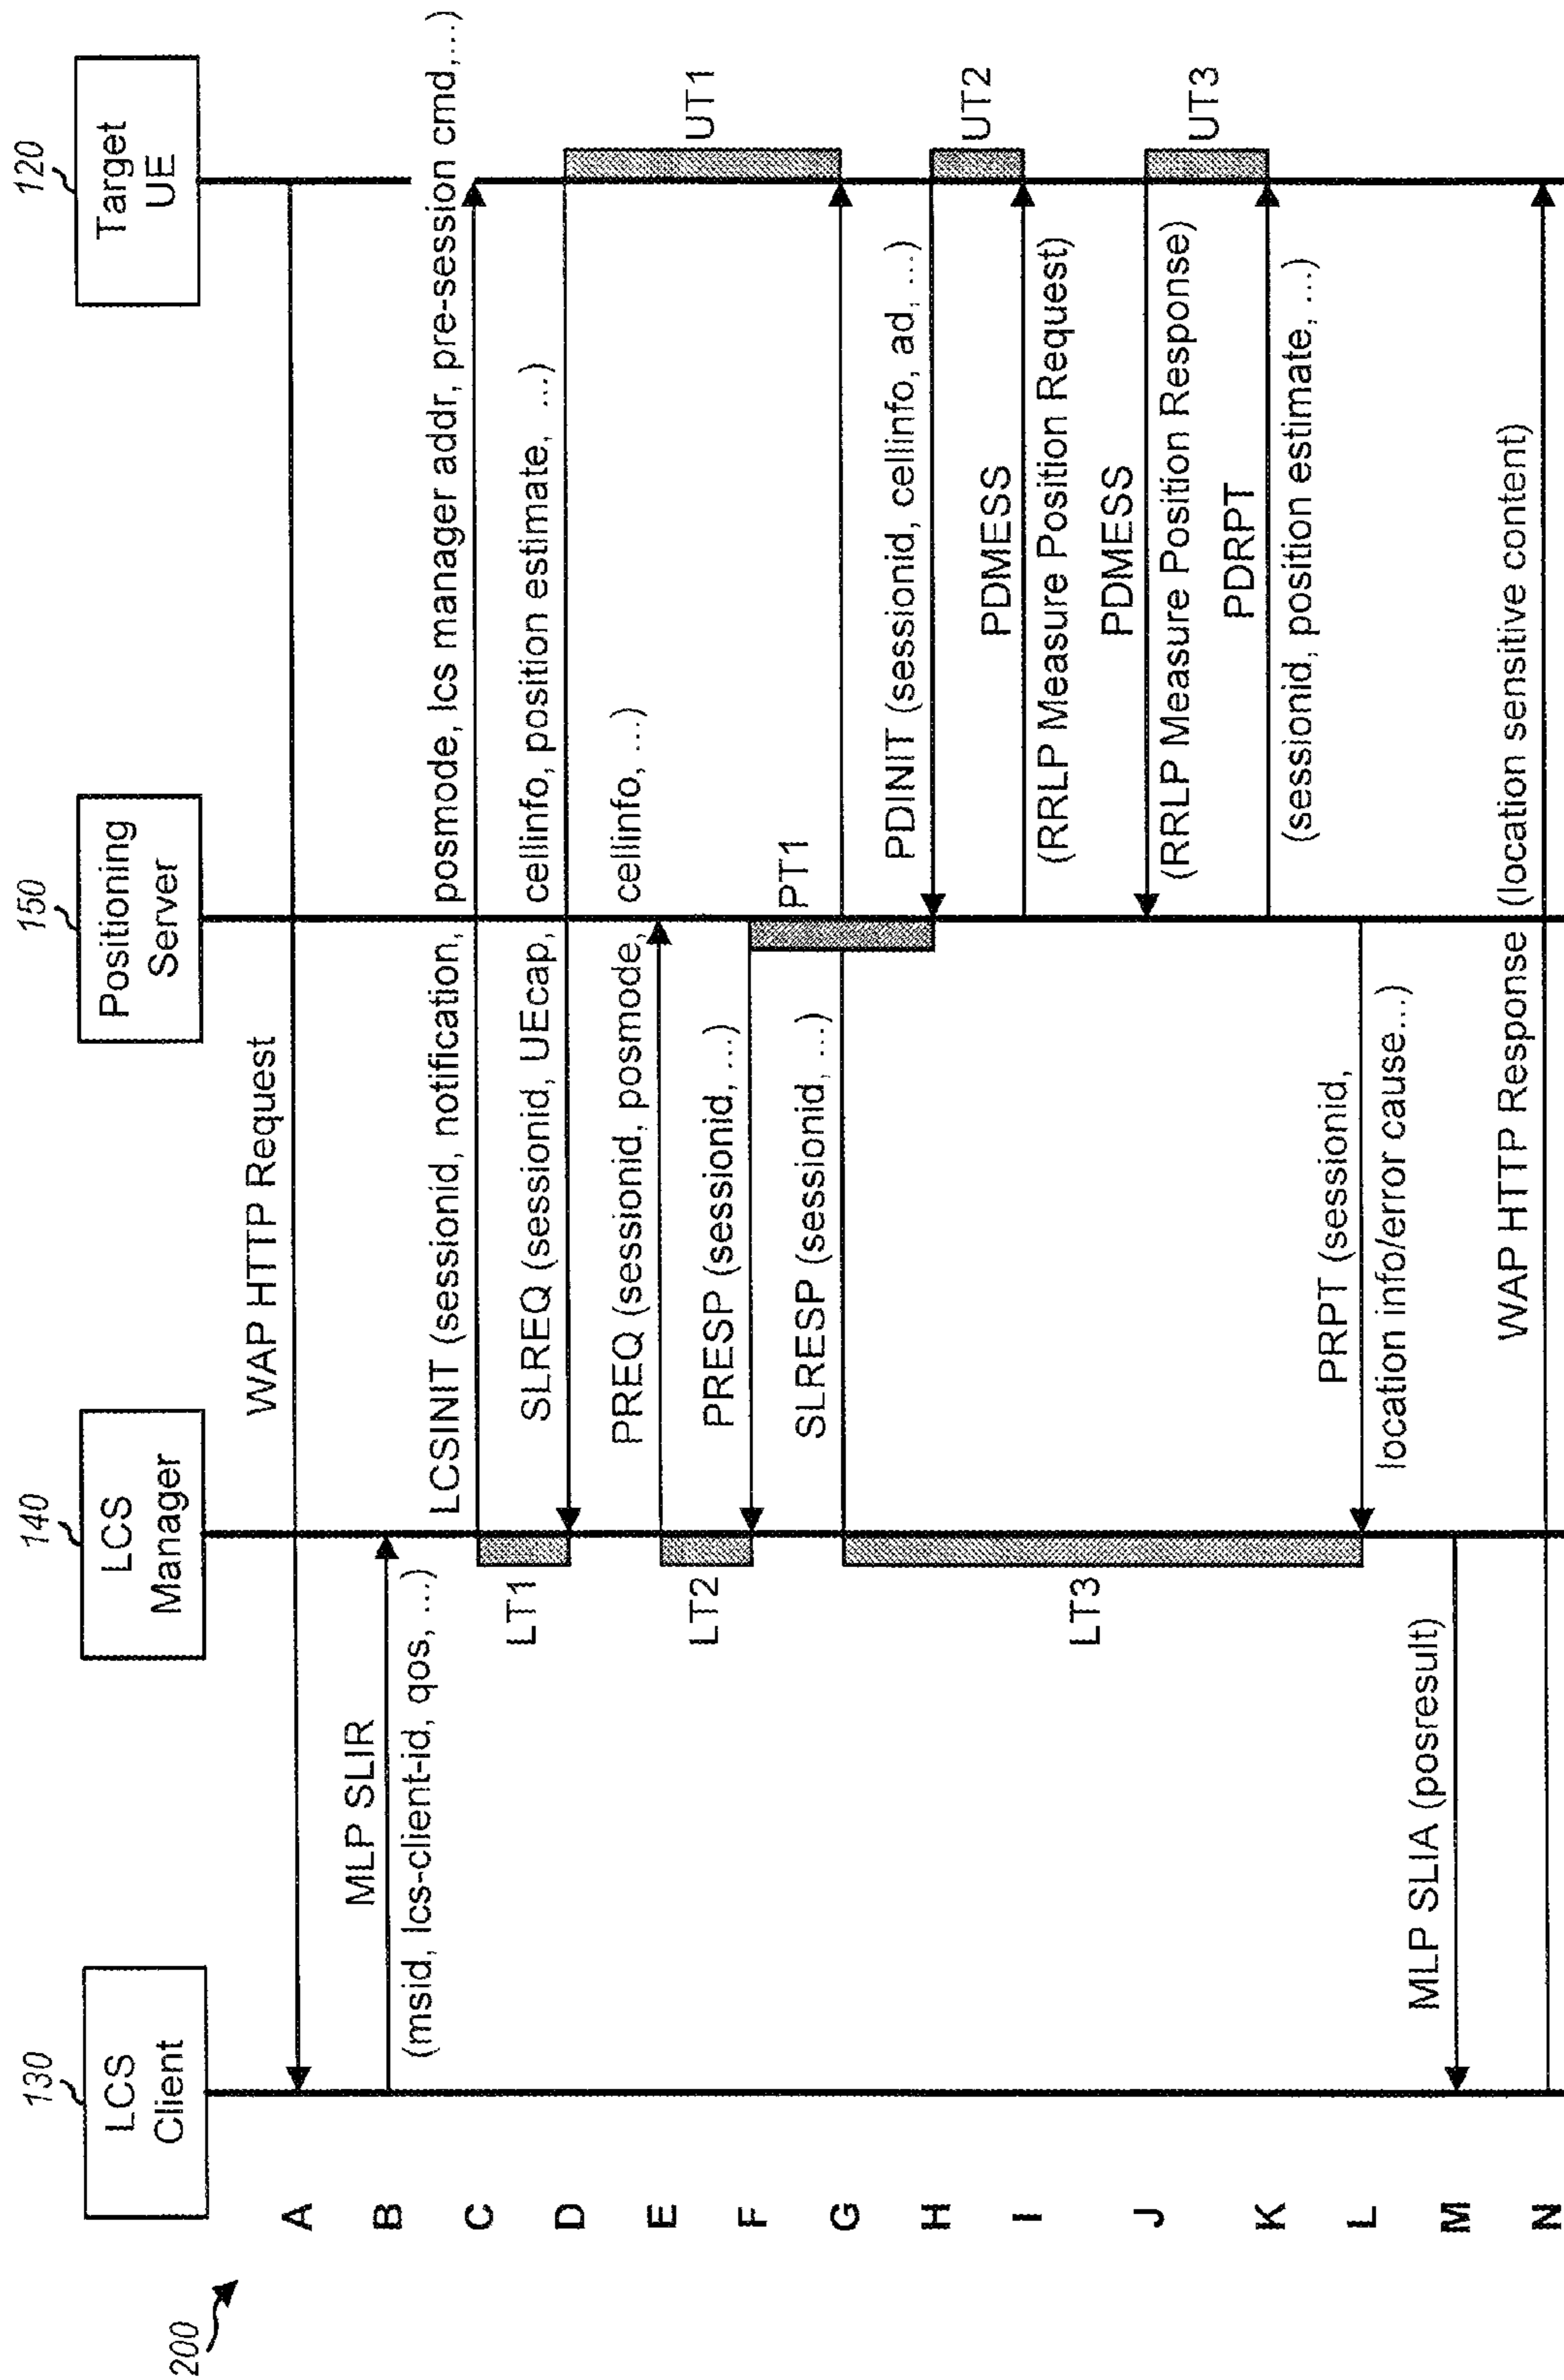 200
130
LCS
Client
140
LCS
Manager
150
Positioning
Server
120
Target
UE
A
WAP HTTP Request
B
MLP SLIR
(msid, lcs-client-id, qos, ...)
C
LCSINIT (sessionid, notification, posmode, lcs manager addr, pre-session cmd,...)
LT1
D
SLREQ (sessionid, UEcap, cellinfo, position estimate, ...)
E
PREQ (sessionid, posmode, cellinfo, ...)
LT2
UT1
F
PRESP (sessionid, ...)
PT1
G
SLRESP (sessionid, ...)
H
PDINIT (sessionid, cellinfo, ad, ...)
UT2
I
PDMESS
(RRLP Measure Position Request)
LT3
J
PDMESS
(RRLP Measure Position Response)
UT3
K
PDRPT
(sessionid, position estimate, ...)
L
PRPT (sessionid,
location info/error cause...)
M
MLP SLIA (posresult)
N
WAP HTTP Response (location sensitive content)